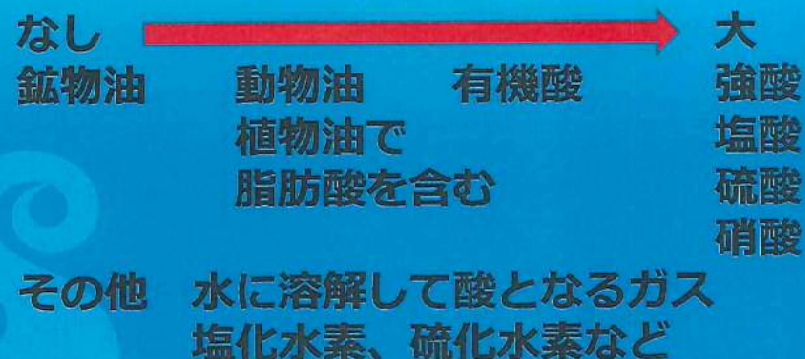 なし 大
鉱物油 動物油 有機酸 強酸
植物油で 塩酸
脂肪酸を含む 硫酸
硝酸
その他 水に溶解して酸となるガス
塩化水素、硫化水素など